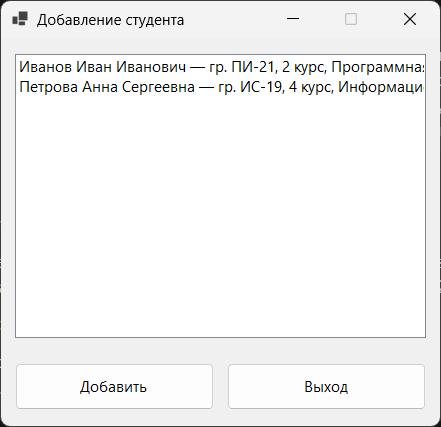 Добавление студента
Иванов Иван Иванович — гр. ПИ-21, 2 курс, Программная
Петрова Анна Сергеевна — гр. ИС-19, 4 курс, Информаци
Добавить
Выход